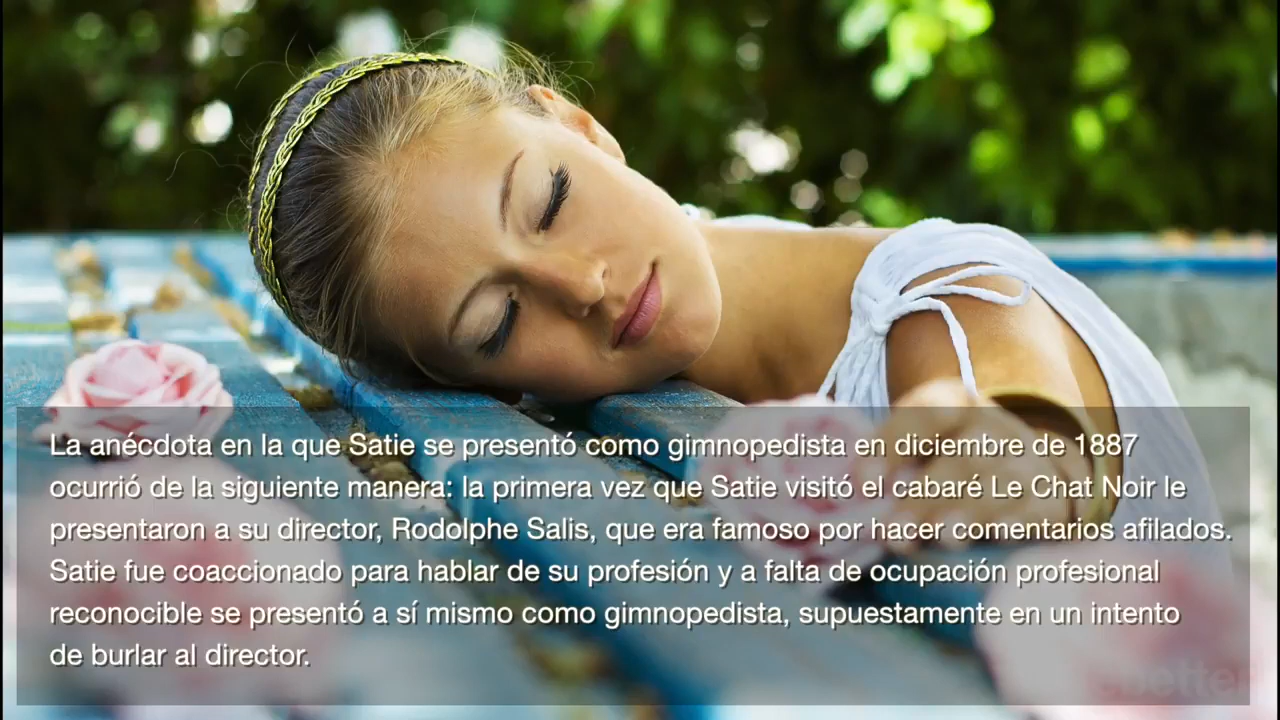 La anécdota en la que Satie se presentó como gimnopedista en diciembre de 1887
ocurrió de la siguiente manera: la primera vez que Satie visitó el cabaré Le Chat Noir le
presentaron a su director, Rodolphe Salis, que era famoso por hacer comentarios afilados.
Satie fue coaccionado para hablar de su profesión y a falta de ocupación profesional
reconocible se presentó a sí mismo como gimnopedista, supuestamente en un intento
de burlar al director.